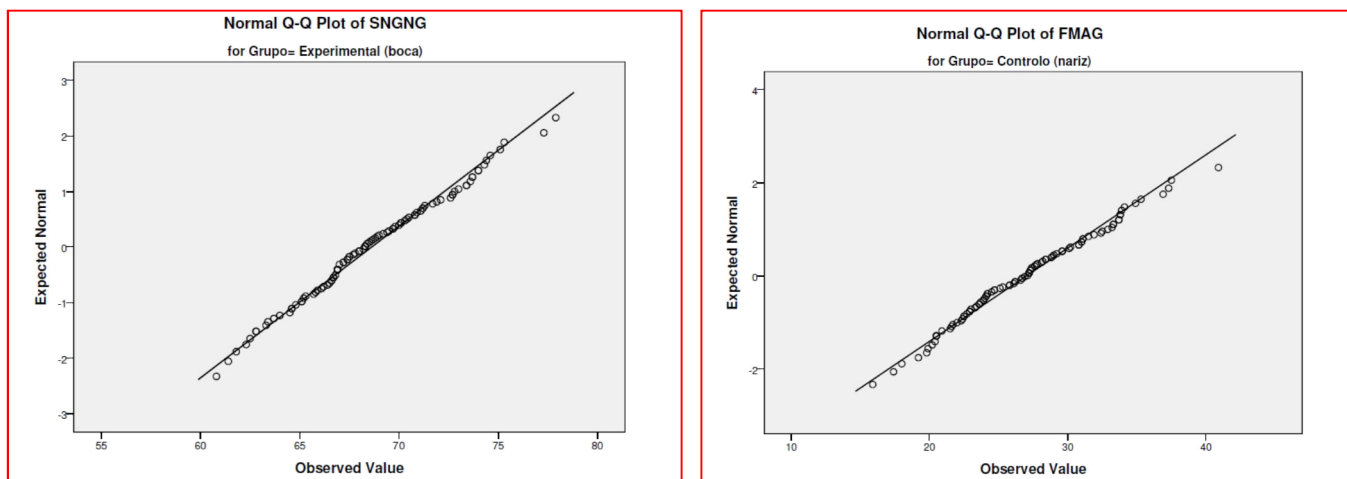 Normal Q-Q Plot of SNGNG
for Grupo= Experimental (boca)
3
2
1
0
-1
-2
-3
Expected Normal
55
60
65
70
75
80
Observed Value
Normal Q-Q Plot of FMAG
for Grupo= Controlo (nariz)
4
2
0
-2
Expected Normal
10
20
30
40
Observed Value